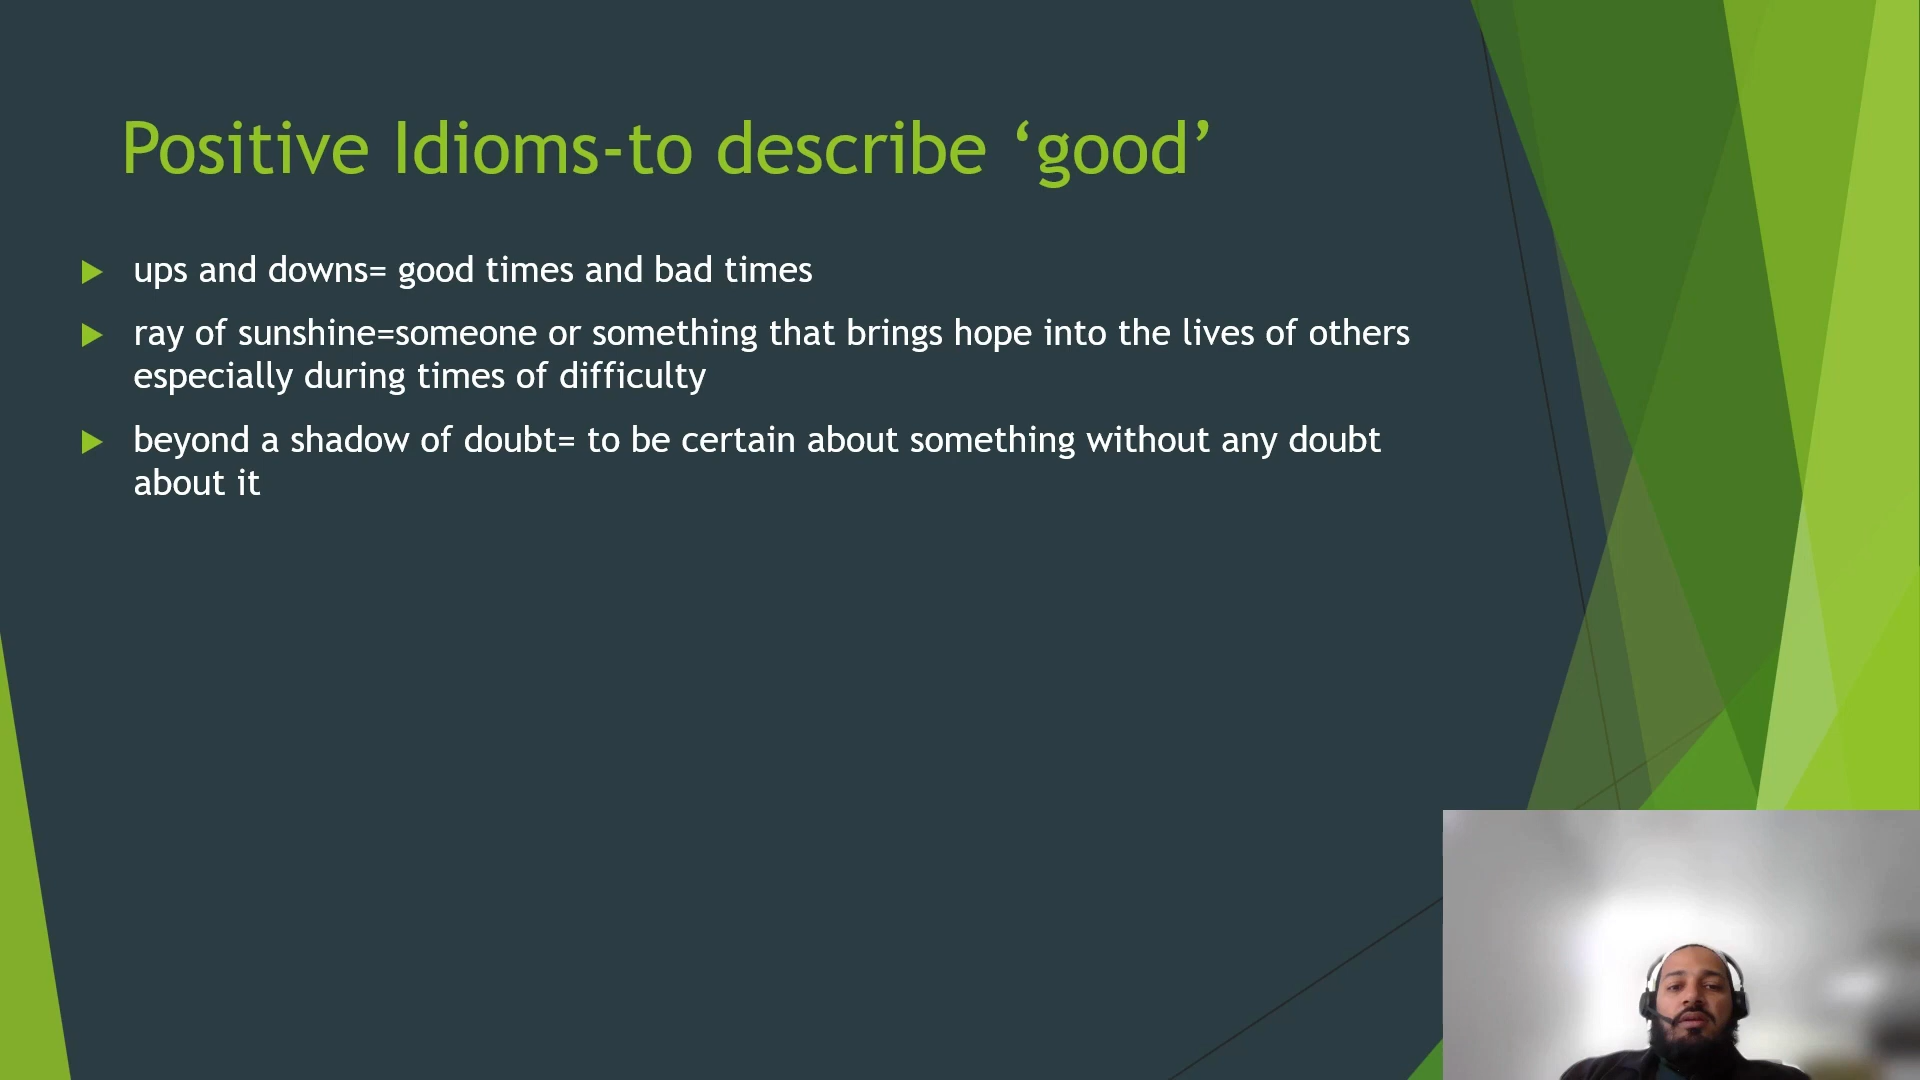 Positive Idioms-to describe ‘good’
ups and downs= good times and bad times
ray of sunshine=someone or something that brings hope into the lives of others
especially during times of difficulty
beyond a shadow of doubt= to be certain about something without any doubt
about it